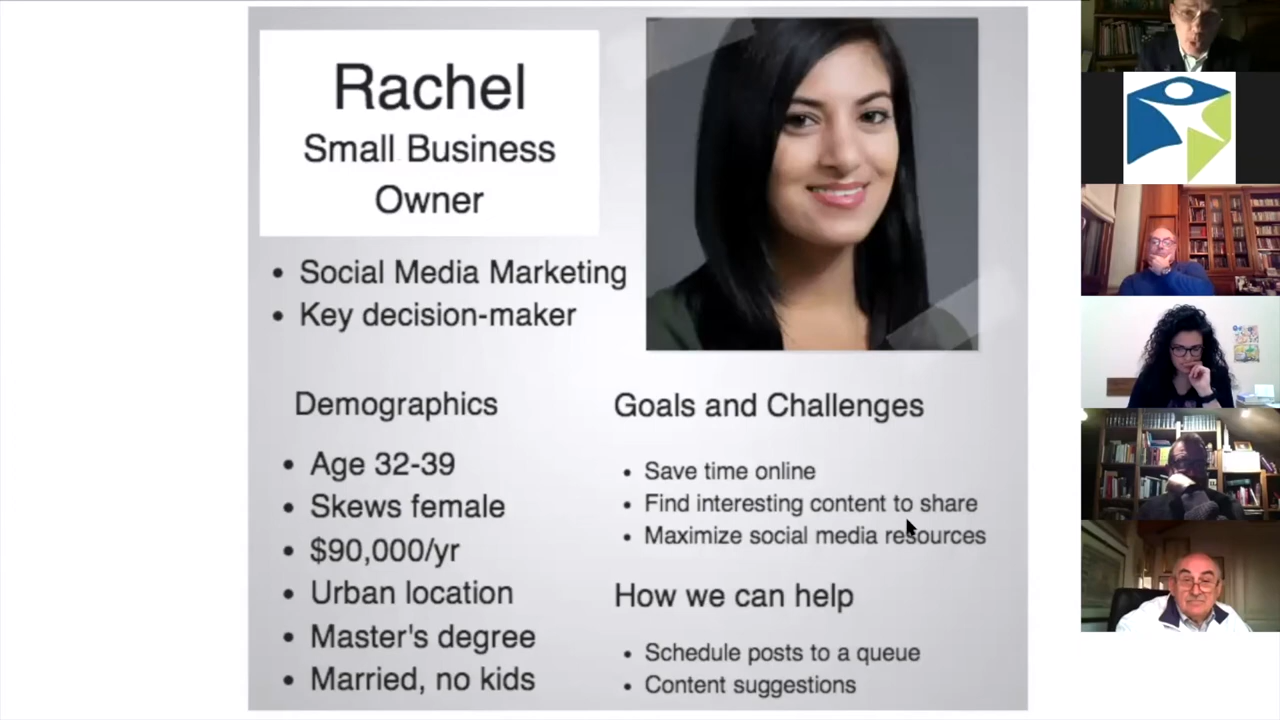 Rachel
Small Business
Owner
• Social Media Marketing
• Key decision-maker
Demographics
• Age 32-39
• Skews female
• $90,000/yr
• Urban location
• Master's degree
• Married, no kids
Goals and Challenges
• Save time online
• Find interesting content to share
• Maximize social media resources
How we can help
• Schedule posts to a queue
• Content suggestions